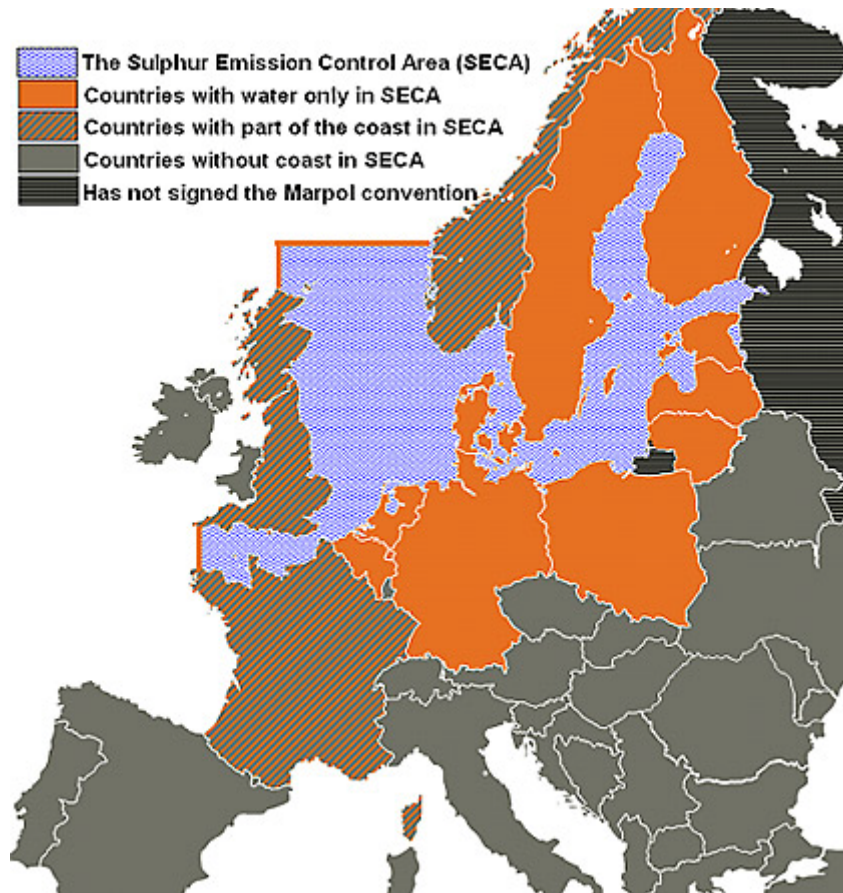 The Sulphur Emission Control Area (SECA)
Countries with water only in SECA
Countries with part of the coast in SECA
Countries without coast in SECA
Has not signed the Marpol convention